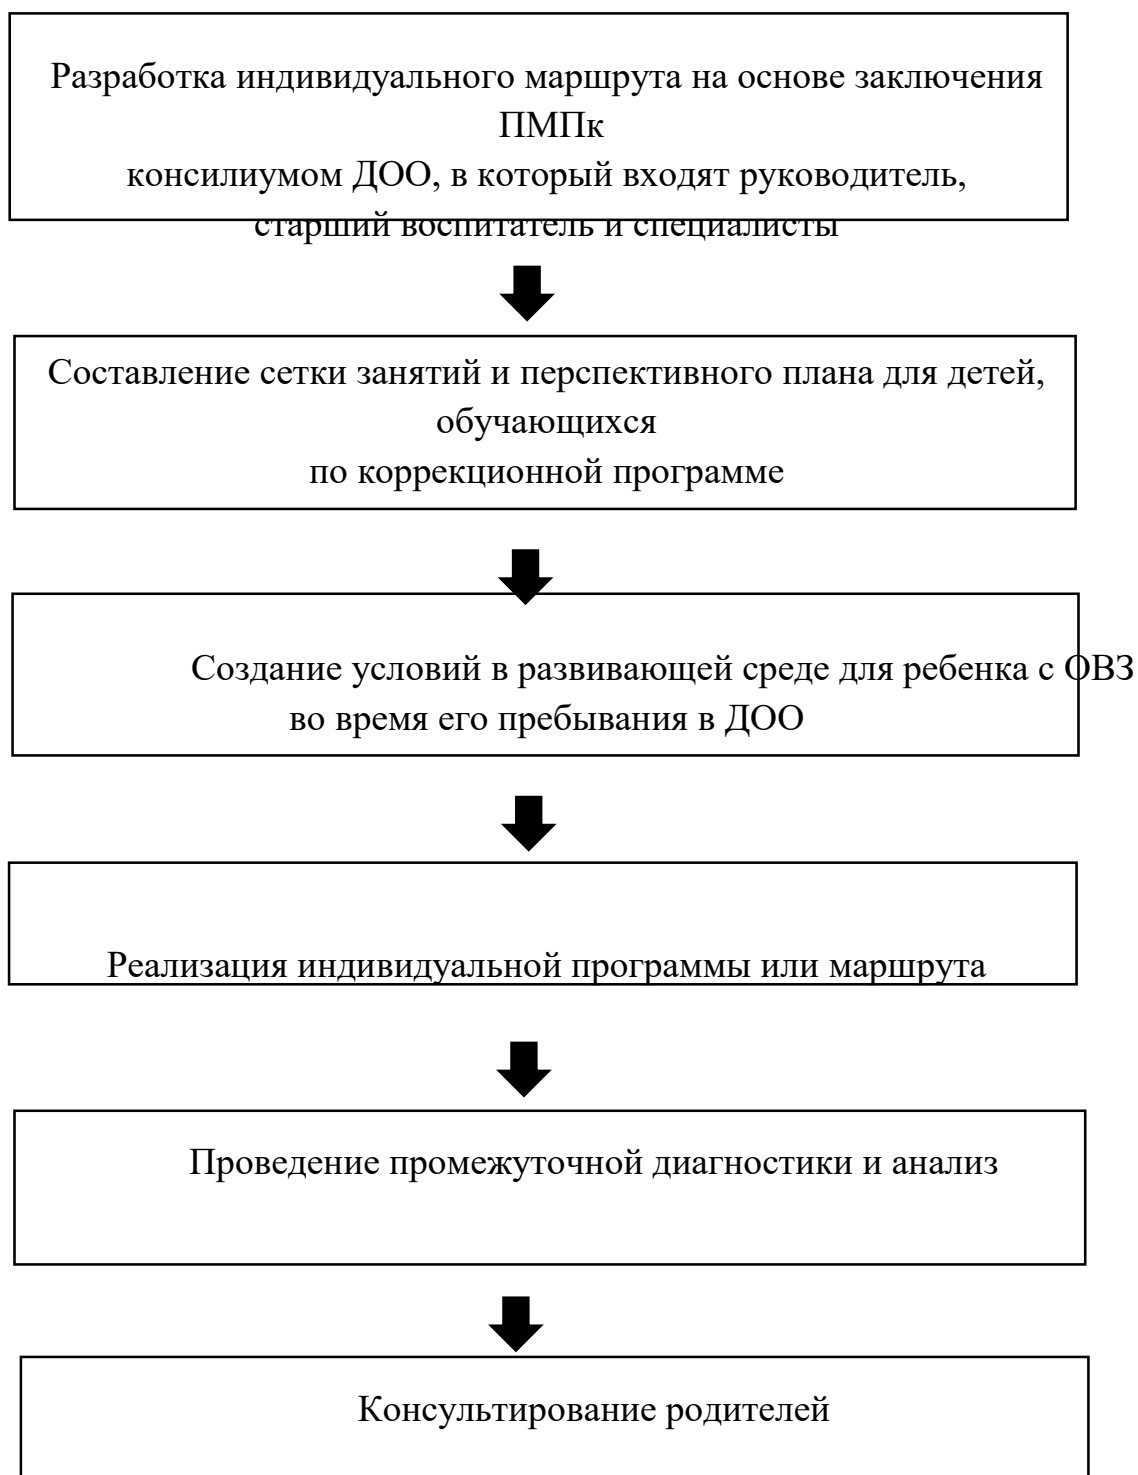 Разработка индивидуального маршрута на основе заключения
ПМПк
консилиумом ДОО, в который входят руководитель,
старший воспитатель и специалисты
Составление сетки занятий и перспективного плана для детей,
обучающихся
по коррекционной программе
Создание условий в развивающей среде для ребенка с ОВЗ
во время его пребывания в ДОО
Реализация индивидуальной программы или маршрута
Проведение промежуточной диагностики и анализ
Консультирование родителей